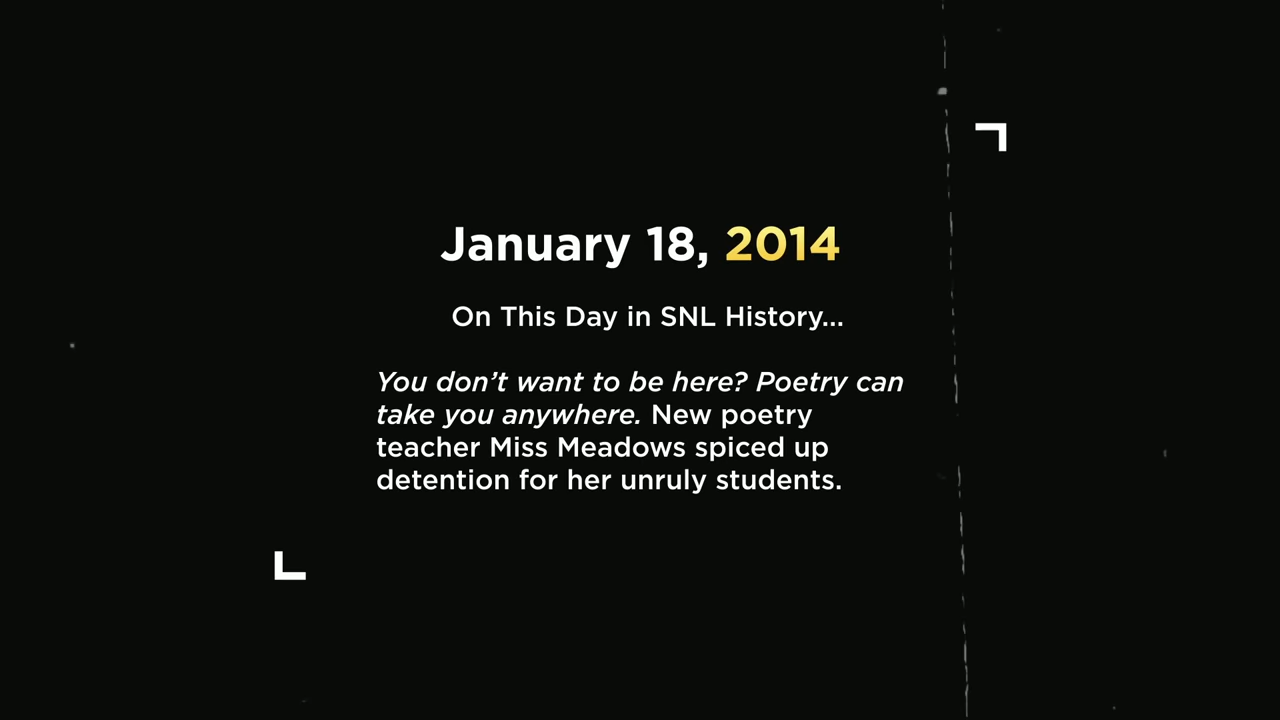 January 18, 2014
On This Day in SNL History...
You don’t want to be here? Poetry can
take you anywhere. New poetry
teacher Miss Meadows spiced up
detention for her unruly students.